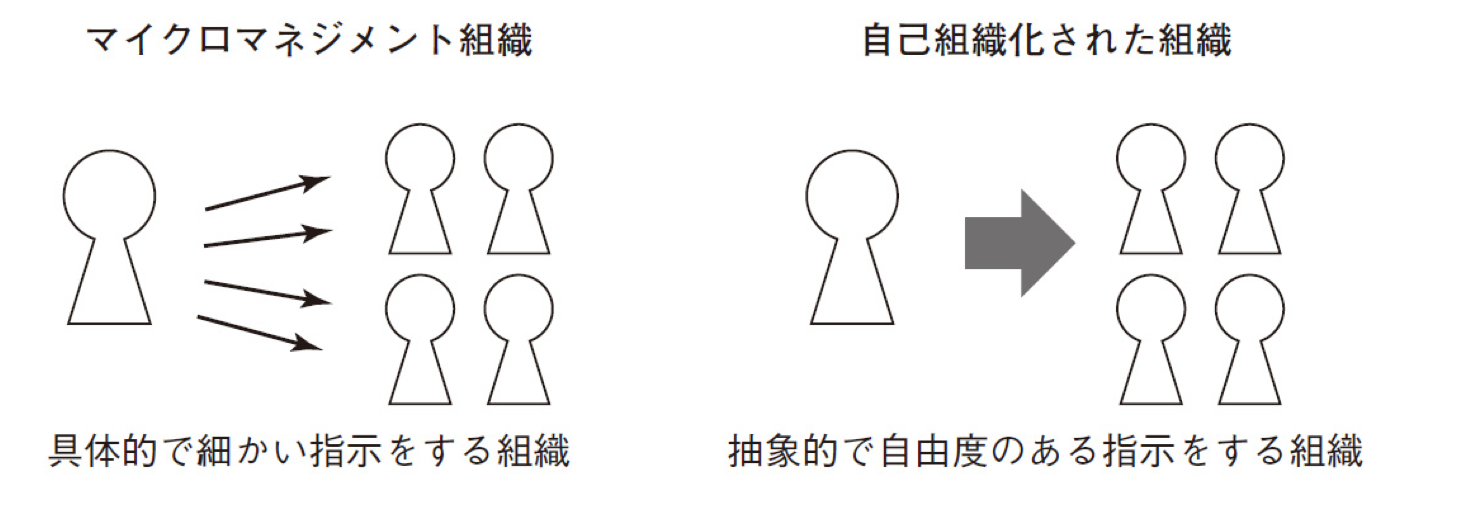 マイクロマネジメント組織
自己組織化された組織
具体的で細かい指示をする組織
抽象的で自由度のある指示をする組織